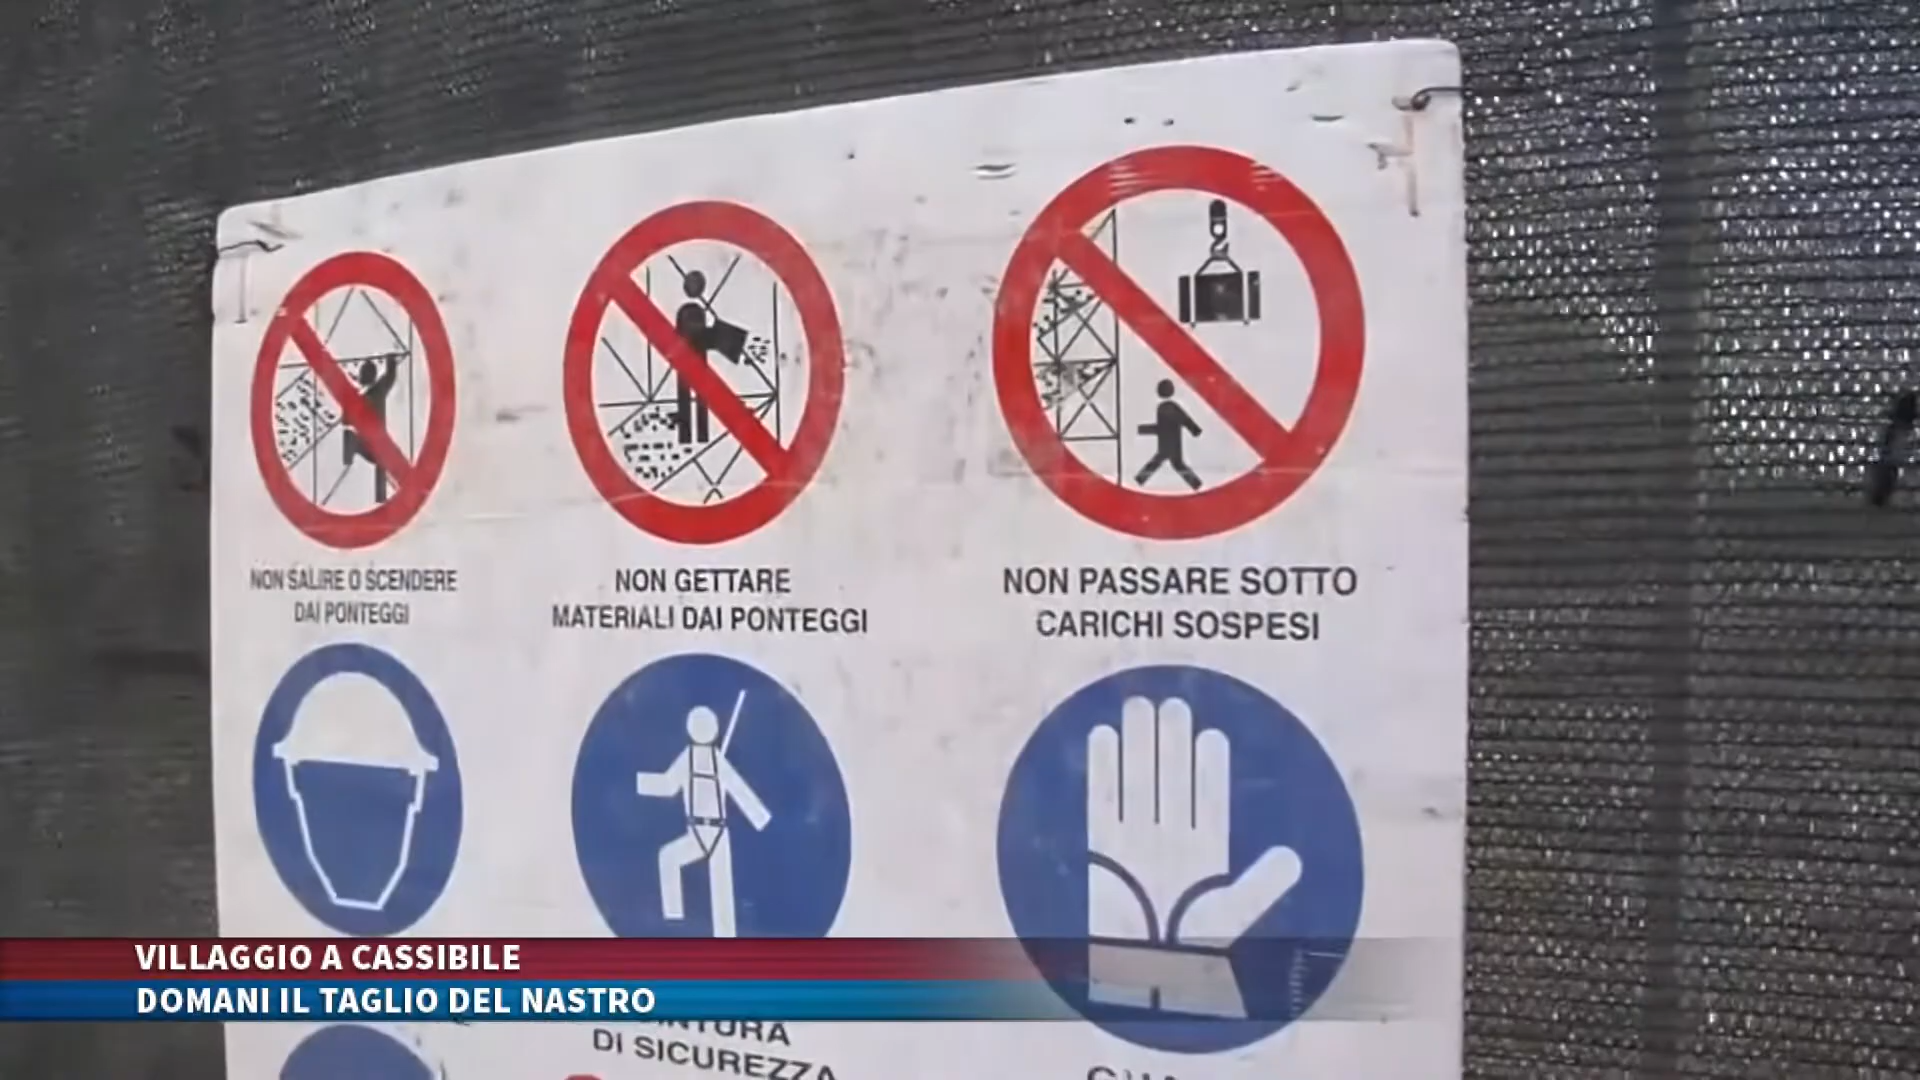 NON SALIRE O SCENDERE
DAI PONTEGGI
NON GETTARE
MATERIALI DAI PONTEGGI
NON PASSARE SOTTO
CARICHI SOSPESI
VILLAGGIO A CASSIBILE
DOMANI IL TAGLIO DEL NASTRO
DI SICUREZZA